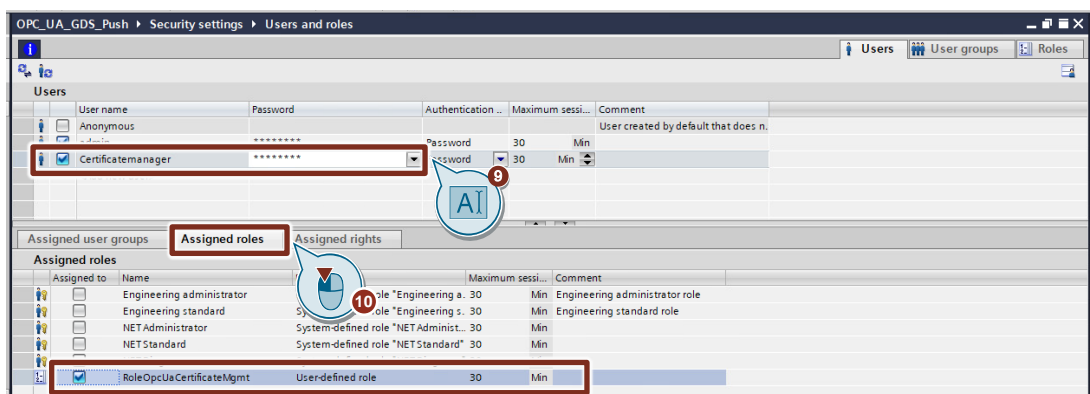 OPC_UA_GDS_Push ▸ Security settings ▸ Users and roles
Users User groups Roles
Users
User name Password Authentication .. Maximum sessi... Comment
Anonymous User created by default that does n.
admin ******** Password 30 Min
Certificatemanager ******** Password 30 Min
9
AI
Assigned user groups Assigned roles Assigned rights
Assigned roles
Assigned to Name Maximum sessi... Comment
Engineering administrator ole "Engineering a. 30 Min Engineering administrator role
10
Engineering standard Sy ole "Engineering s. 30 Min Engineering standard role
NET Administrator System-defined role "NET Administ... 30 Min
NET Standard System-defined role "NET Standard" 30 Min
RoleOpcUaCertificateMgmt User-defined role 30 Min